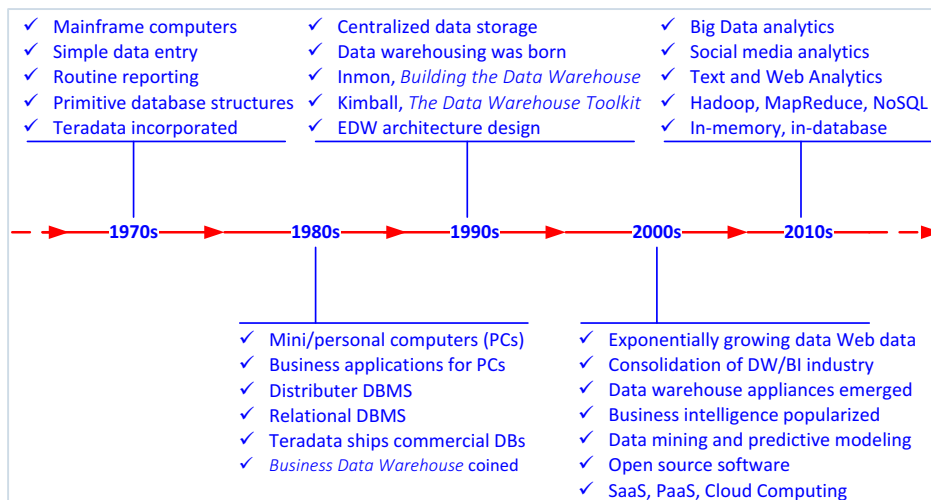 Mainframe computers
Simple data entry
Routine reporting
Primitive database structures
Teradata incorporated
Centralized data storage
Data warehousing was born
Inmon, Building the Data Warehouse
Kimball, The Data Warehouse Toolkit
EDW architecture design
Big Data analytics
Social media analytics
Text and Web Analytics
Hadoop, MapReduce, NoSQL
In-memory, in-database
1970s
1980s
1990s
2000s
2010s
Mini/personal computers (PCs)
Business applications for PCs
Distributer DBMS
Relational DBMS
Teradata ships commercial DBs
Business Data Warehouse coined
Exponentially growing data Web data
Consolidation of DW/BI industry
Data warehouse appliances emerged
Business intelligence popularized
Data mining and predictive modeling
Open source software
SaaS, PaaS, Cloud Computing